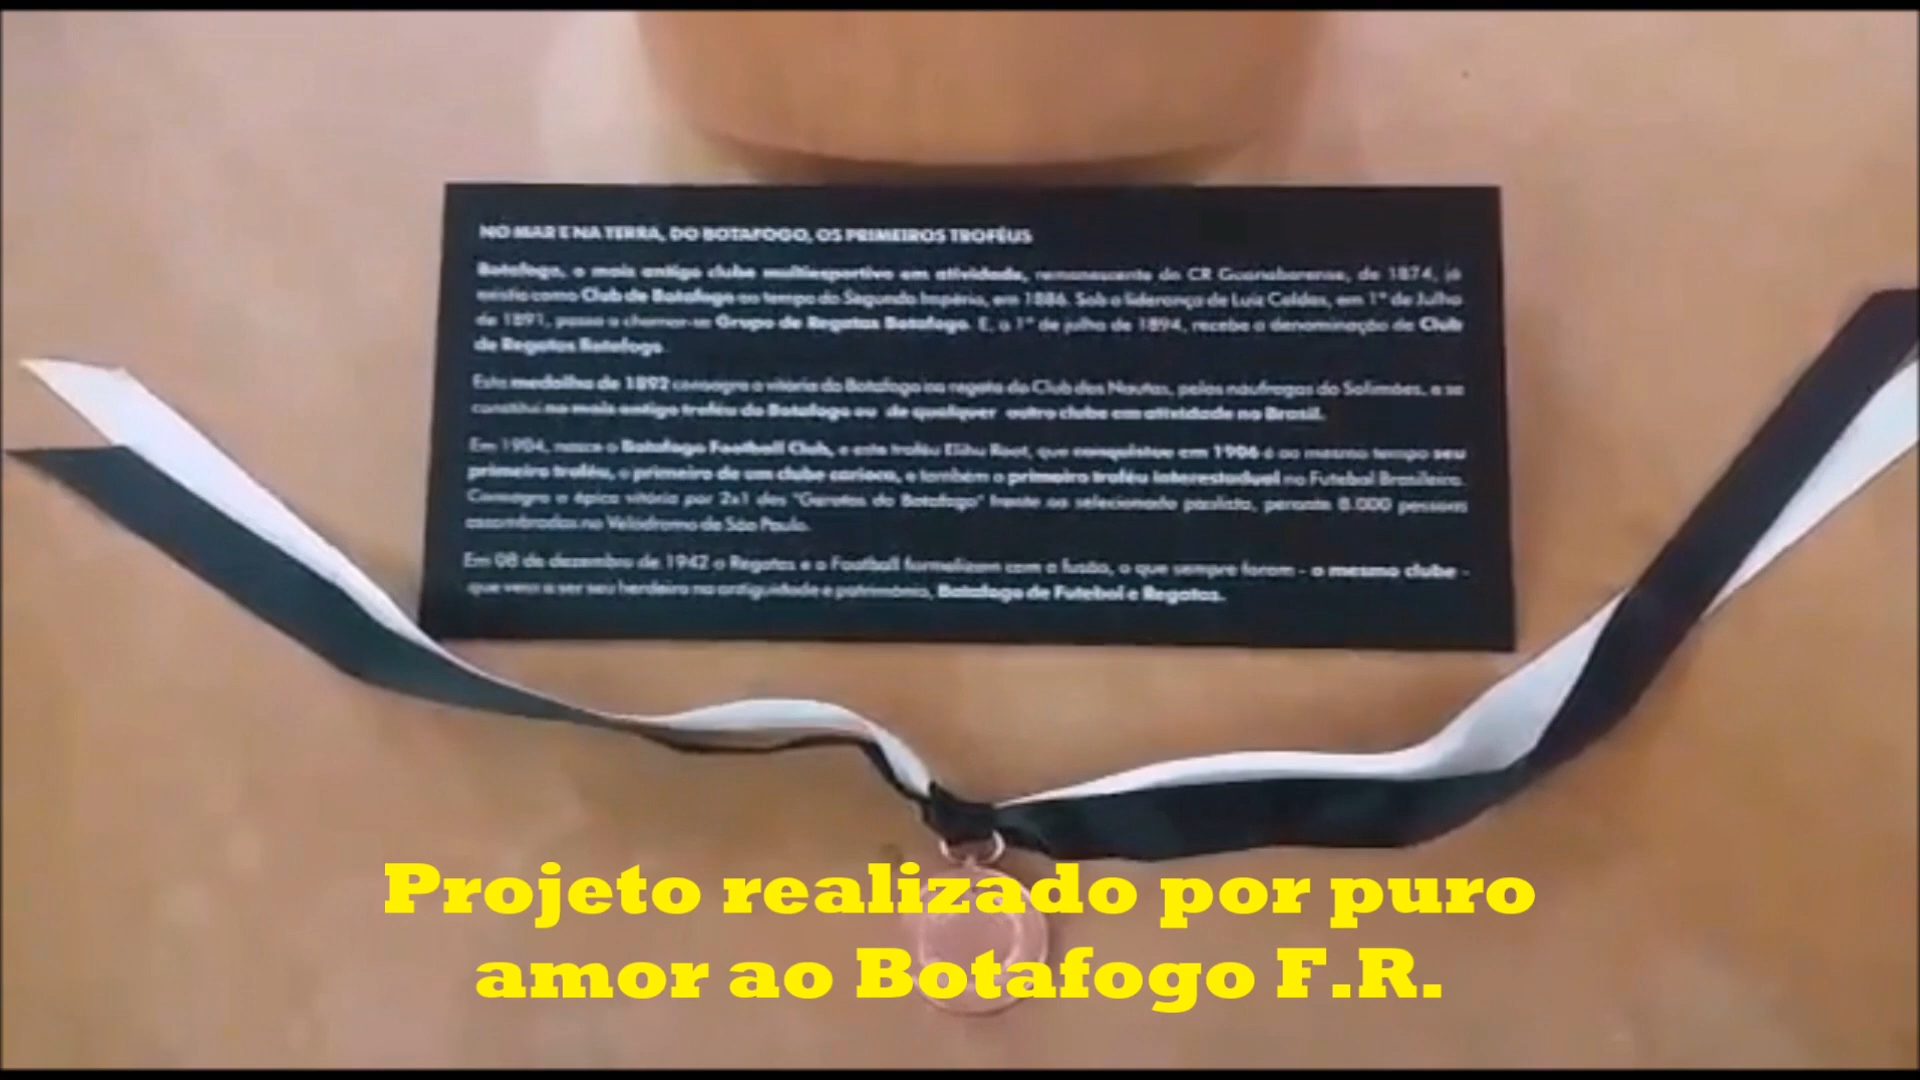 NO MAR E NA TERRA, DO BOTAFOGO, OS PRIMEIROS TROFÉUS
Botafogo, o mais antigo clube multiesportivo em atividade, remanescente do CR Guanabarense, de 1874, já
existia como Club de Botafogo ao tempo do Segundo Império, em 1886. Sob a liderança de Luiz Caldas, em 1º de Julho
de 1891, passa a chamar-se Grupo de Regatas Botafogo. E, a 1º de julho de 1894, recebe a denominação de Club
de Regatas Botafogo.
Esta medalha de 1892 consagra a vitória do Botafogo na regata do Club dos Nautas, pelos náufragos do Solimões, e se
constitui no mais antigo troféu do Botafogo ou de qualquer outro clube em atividade no Brasil.
Em 1904, nasce o Botafogo Football Club, e este troféu Elihu Root, que conquistou em 1906 é ao mesmo tempo seu
primeiro troféu, o primeiro de um clube carioca, e também o primeiro troféu interestadual no Futebol Brasileiro.
Consagra a épica vitória por 2x1 dos "Garotos do Botafogo" frente ao selecionado paulista, perante 8.000 pessoas
assombradas no Velódromo de São Paulo.
Em 08 de dezembro de 1942 o Regatas e o Football formalizam com a fusão, o que sempre foram - o mesmo clube -
que vem a ser seu herdeiro na antiguidade e patrimônio, Botafogo de Futebol e Regatas.
Projeto realizado por puro
amor ao Botafogo F.R.